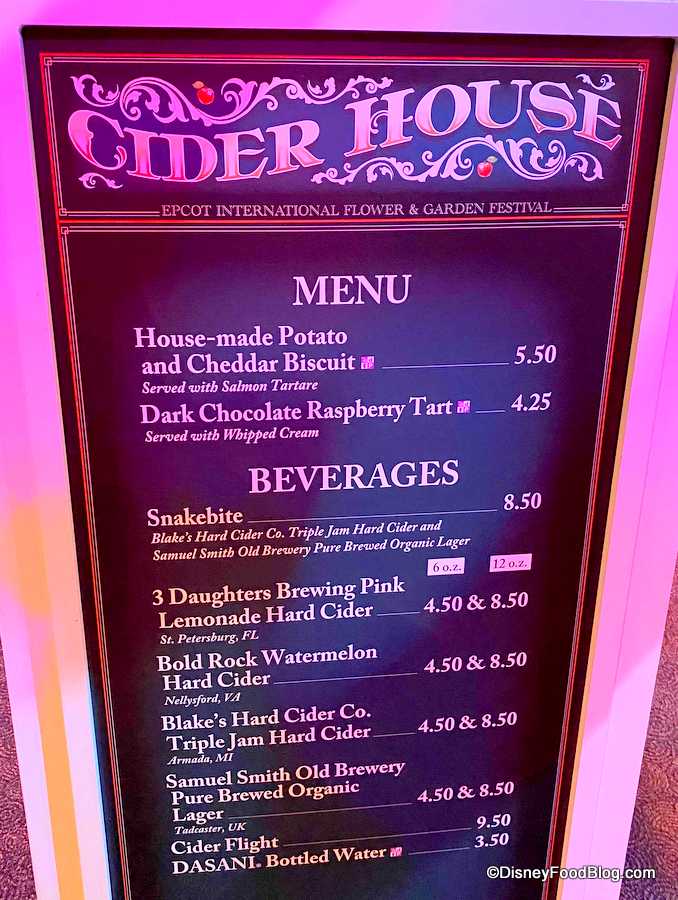 CIDER HOUSE
EPCOT INTERNATIONAL FLOWER & GARDEN FESTIVAL
MENU
House-made Potato
and Cheddar Biscuit 5.50
Served with Salmon Tartare
Dark Chocolate Raspberry Tart 4.25
Served with Whipped Cream
BEVERAGES
Snakebite 8.50
Blake's Hard Cider Co. Triple Jam Hard Cider and
Samuel Smith Old Brewery Pure Brewed Organic Lager
6 o.z. 12 o.z.
3 Daughters Brewing Pink
Lemonade Hard Cider 4.50 & 8.50
St. Petersburg, FL
Bold Rock Watermelon
Hard Cider 4.50 & 8.50
Nellysford, VA
Blake's Hard Cider Co.
Triple Jam Hard Cider 4.50 & 8.50
Armada, MI
Samuel Smith Old Brewery
Pure Brewed Organic
Lager 4.50 & 8.50
Tadcaster, UK
Cider Flight 9.50
DASANI® Bottled Water 3.50
©DisneyFoodBlog.com